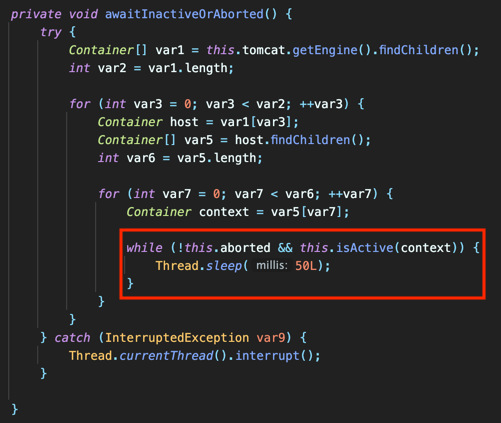 private void awaitInactiveOrAborted() {
try {
Container[] var1 = this.tomcat.getEngine().findChildren();
int var2 = var1.length;
for (int var3 = 0; var3 < var2; ++var3) {
Container host = var1[var3];
Container[] var5 = host.findChildren();
int var6 = var5.length;
for (int var7 = 0; var7 < var6; ++var7) {
Container context = var5[var7];
while (!this.aborted && this.isActive(context)) {
Thread.sleep( millis: 50L);
}
}
}
} catch (InterruptedException var9) {
Thread.currentThread().interrupt();
}
}